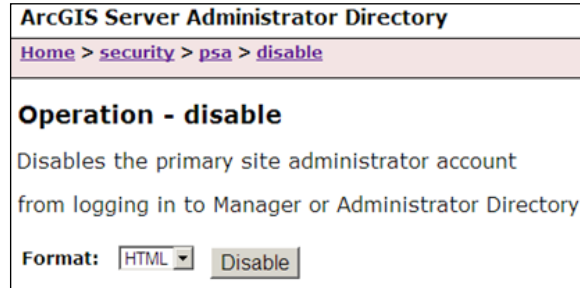 ArcGIS Server Administrator Directory
Home > security > psa > disable
Operation - disable
Disables the primary site administrator account
from logging in to Manager or Administrator Directory
Format: HTML Disable